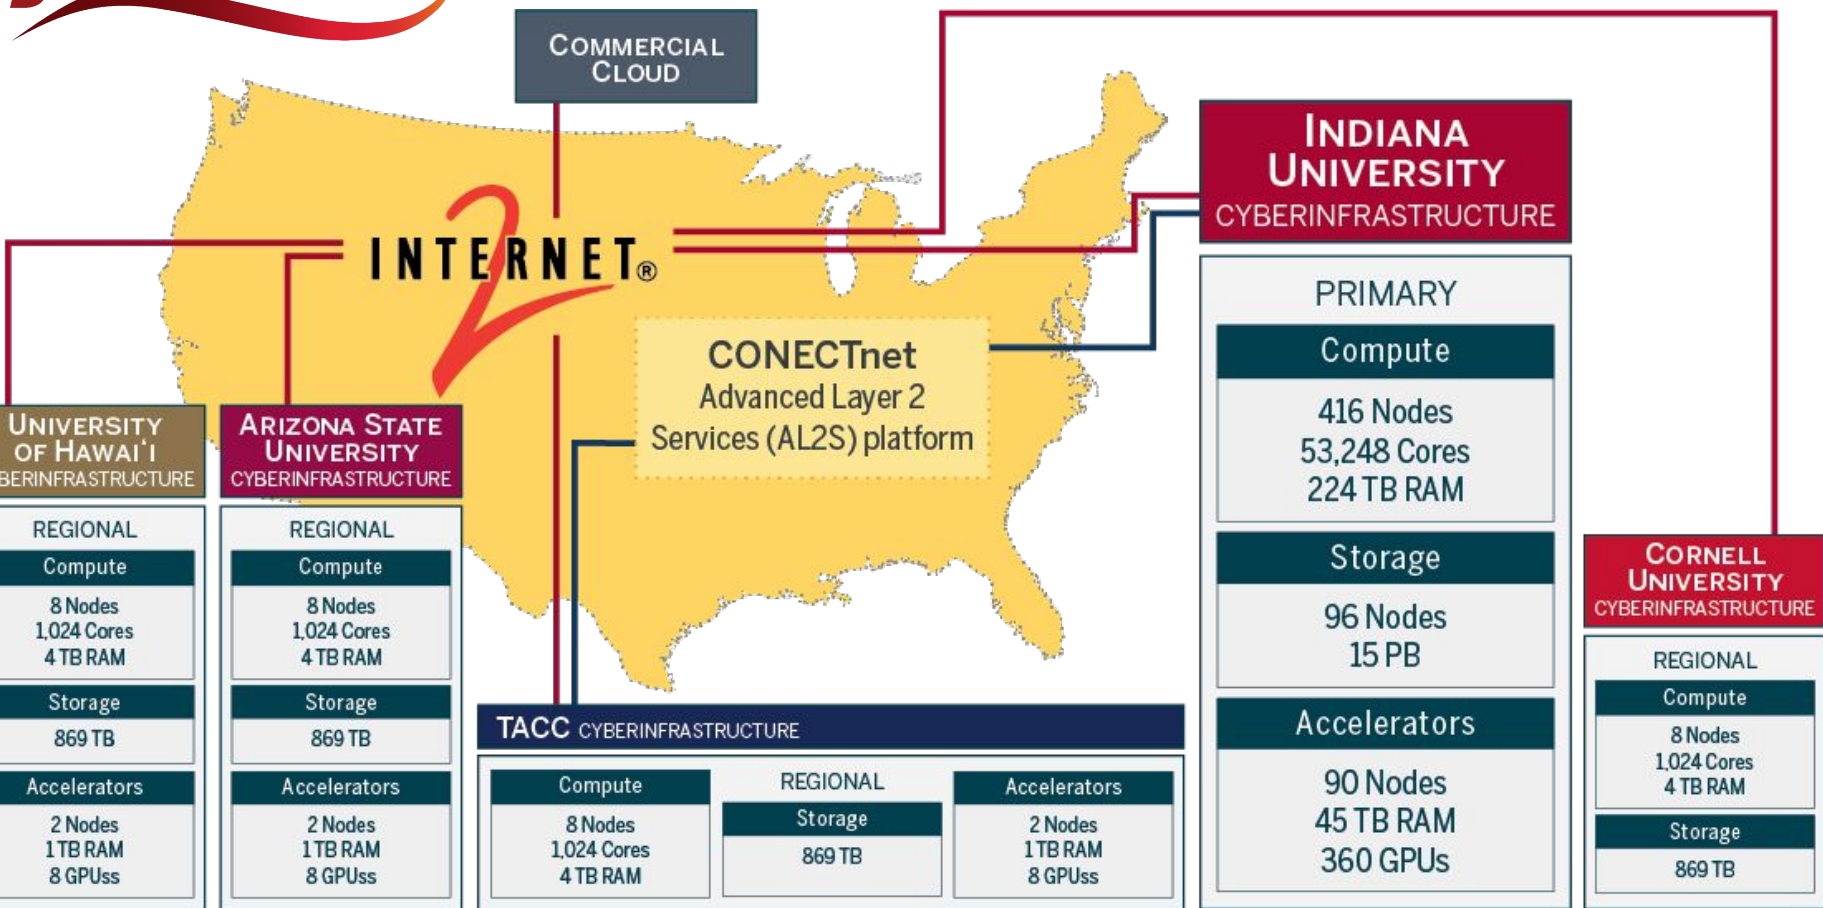 COMMERCIAL
CLOUD
INTERNET®
2
CONECTnet
Advanced Layer 2
Services (AL2S) platform
INDIANA
UNIVERSITY
CYBERINFRASTRUCTURE
PRIMARY
Compute
416 Nodes
53,248 Cores
224 TB RAM
Storage
96 Nodes
15 PB
Accelerators
90 Nodes
45 TB RAM
360 GPUs
UNIVERSITY
OF HAWAI‘I
BERINFRASTRUCTURE
REGIONAL
Compute
8 Nodes
1,024 Cores
4 TB RAM
Storage
869 TB
Accelerators
2 Nodes
1 TB RAM
8 GPUss
ARIZONA STATE
UNIVERSITY
CYBERINFRASTRUCTURE
REGIONAL
Compute
8 Nodes
1,024 Cores
4 TB RAM
Storage
869 TB
Accelerators
2 Nodes
1 TB RAM
8 GPUss
TACC CYBERINFRASTRUCTURE
Compute
8 Nodes
1,024 Cores
4 TB RAM
REGIONAL
Storage
869 TB
Accelerators
2 Nodes
1 TB RAM
8 GPUss
CORNELL
UNIVERSITY
CYBERINFRASTRUCTURE
REGIONAL
Compute
8 Nodes
1,024 Cores
4 TB RAM
Storage
869 TB